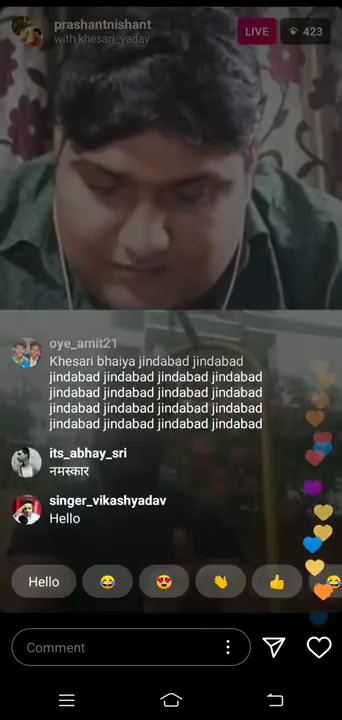 prashantnishant
LIVE
423
with khesari_yadav
oye_amit21
Khesari bhaiya jindabad jindabad
jindabad jindabad jindabad jindabad
jindabad jindabad jindabad jindabad
jindabad jindabad jindabad jindabad
jindabad jindabad jindabad jindabad
its_abhay_sri
नमस्कार
singer_vikashyadav
Hello
Hello
Comment